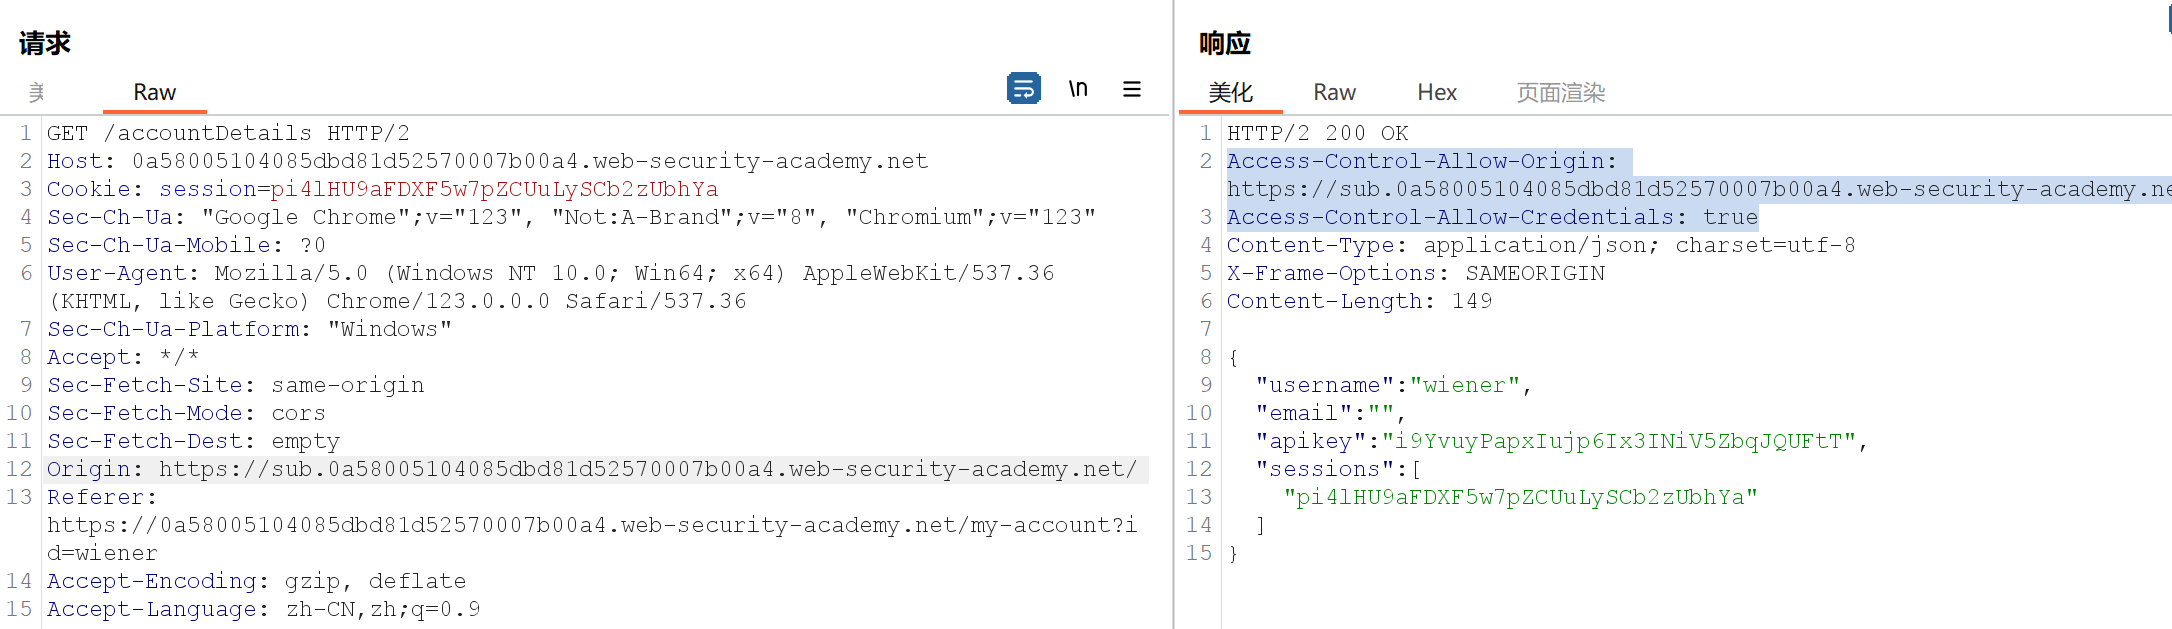 请求
Raw
\n
1 GET /accountDetails HTTP/2
2 Host: 0a58005104085dbd81d52570007b00a4.web-security-academy.net
3 Cookie: session=pi4lHU9aFDXF5w7pZCUuLySCb2zUbhYa
4 Sec-Ch-Ua: "Google Chrome";v="123", "Not:A-Brand";v="8", "Chromium";v="123"
5 Sec-Ch-Ua-Mobile: ?0
6 User-Agent: Mozilla/5.0 (Windows NT 10.0; Win64; x64) AppleWebKit/537.36
(KHTML, like Gecko) Chrome/123.0.0.0 Safari/537.36
7 Sec-Ch-Ua-Platform: "Windows"
8 Accept: */*
9 Sec-Fetch-Site: same-origin
10 Sec-Fetch-Mode: cors
11 Sec-Fetch-Dest: empty
12 Origin: https://sub.0a58005104085dbd81d52570007b00a4.web-security-academy.net/
13 Referer:
https://0a58005104085dbd81d52570007b00a4.web-security-academy.net/my-account?i
d=wiener
14 Accept-Encoding: gzip, deflate
15 Accept-Language: zh-CN,zh;q=0.9
响应
美化 Raw Hex 页面渲染
1 HTTP/2 200 OK
2 Access-Control-Allow-Origin:
https://sub.0a58005104085dbd81d52570007b00a4.web-security-academy.ne
3 Access-Control-Allow-Credentials: true
4 Content-Type: application/json; charset=utf-8
5 X-Frame-Options: SAMEORIGIN
6 Content-Length: 149
7
8 {
9 "username":"wiener",
10 "email":"",
11 "apikey":"i9YvuyPapxIujp6Ix3INiV5ZbqJQUFtT",
12 "sessions":[
13 "pi4lHU9aFDXF5w7pZCUuLySCb2zUbhYa"
14 ]
15 }